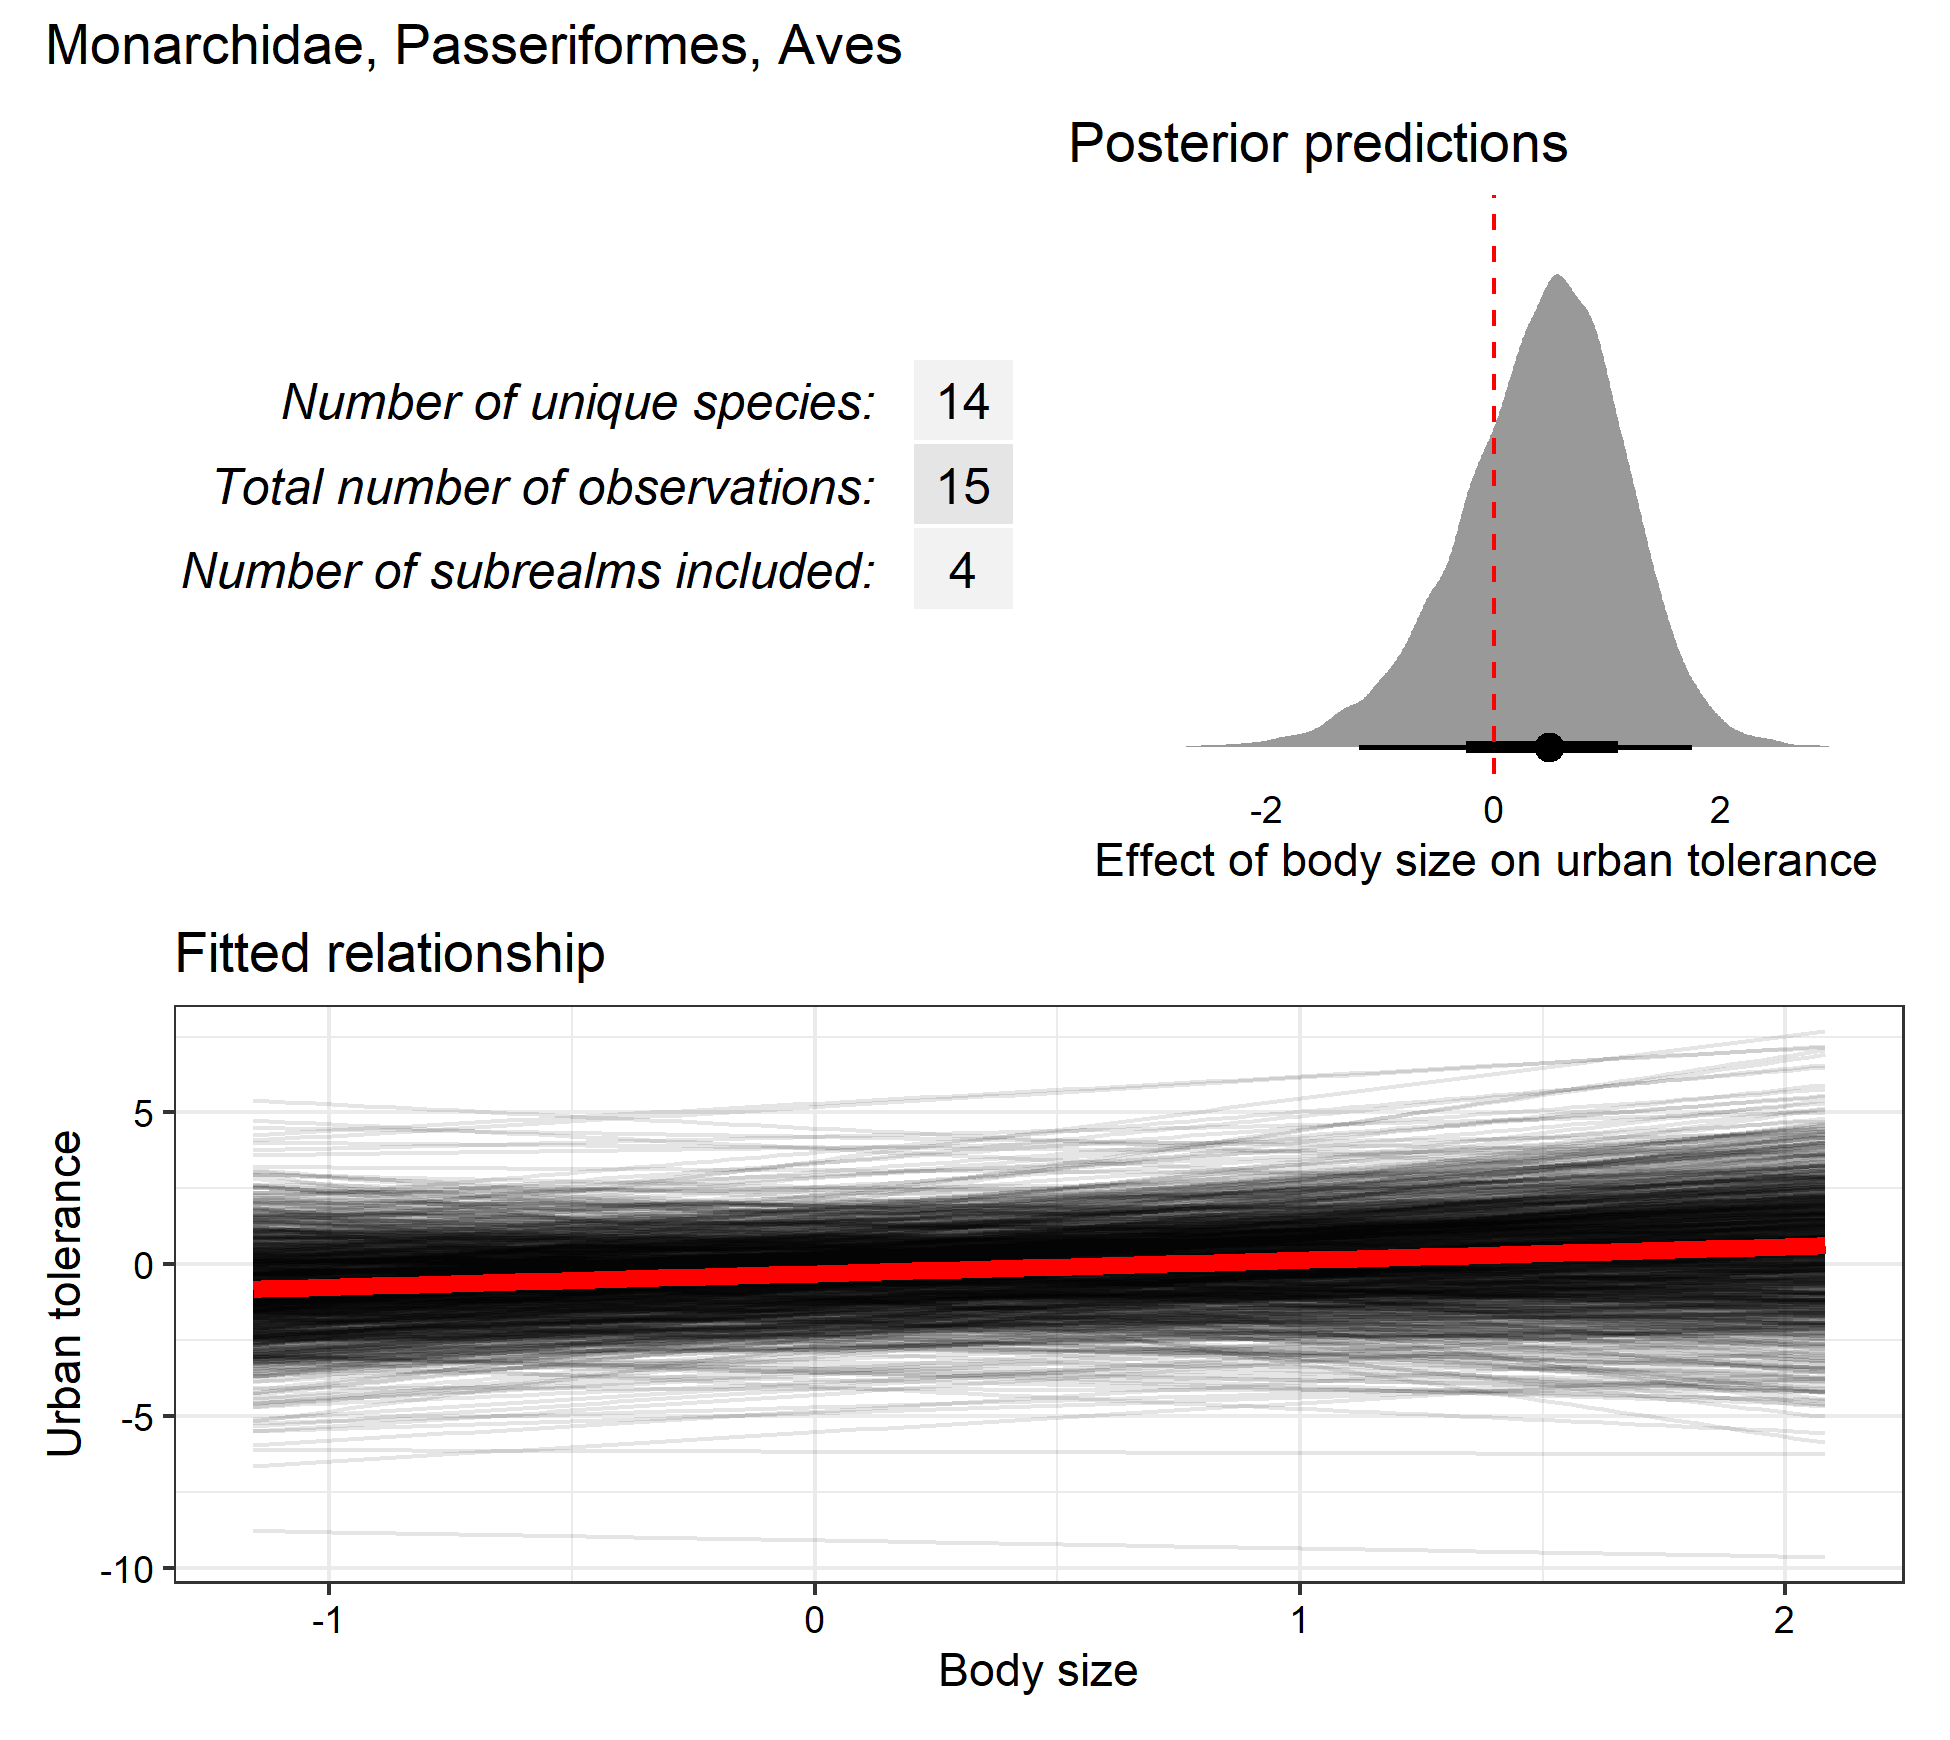 Monarchidae, Passeriformes, Aves
Posterior predictions
Number of unique species: 14
Total number of observations: 15
Number of subrealms included: 4
-2 0 2
Effect of body size on urban tolerance
Fitted relationship
Urban tolerance
5
0
-5
-10
-1 0 1 2
Body size